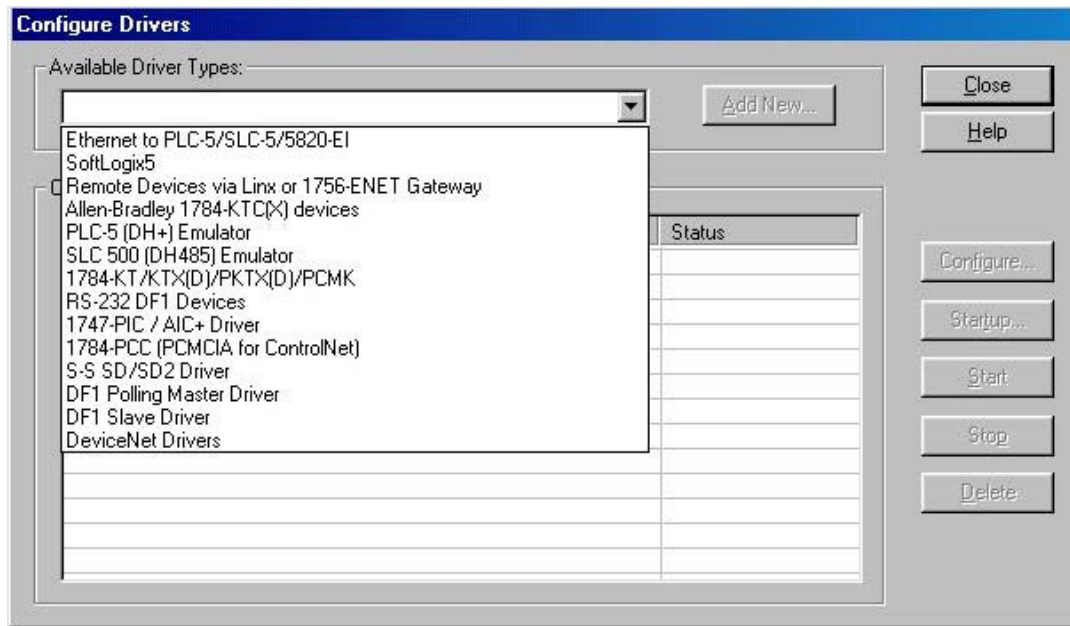 Configure Drivers
Available Driver Types:
Add New...
Close
Help
Ethernet to PLC-5/SLC-5/5820-EI
SoftLogix5
Remote Devices via Linx or 1756-ENET Gateway
Allen-Bradley 1784-KTC(X) devices
PLC-5 (DH+) Emulator
SLC 500 (DH485) Emulator
1784-KT/KTX(D)/PKTX(D)/PCMK
RS-232 DF1 Devices
1747-PIC / AIC+ Driver
1784-PCC (PCMCIA for ControlNet)
S-S SD/SD2 Driver
DF1 Polling Master Driver
DF1 Slave Driver
DeviceNet Drivers
Status
Configure...
Startup...
Start
Stop
Delete